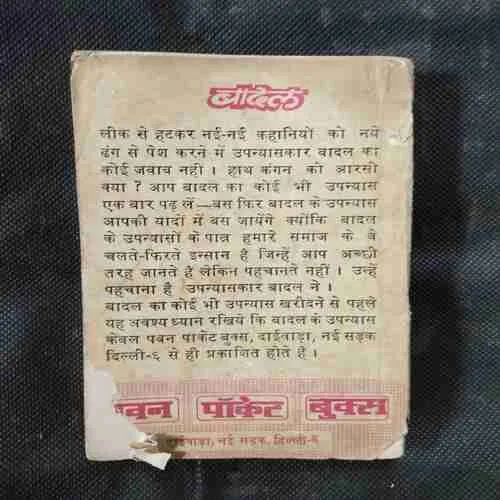 बादल
लीक से हटकर नई-नई कहानियों को नये
ढंग से पेश करने में उपन्यासकार बादल का
कोई जवाब नही । हाथ कंगन को आरसी
क्या ? आप बादल का कोई भी उपन्यास
एक बार पढ़ लें—बस फिर बादल के उपन्यास
आपकी यादों में बस जायेंगे क्योंकि बादल
के उपन्यासों के पात्र हमारे समाज के वे
चलते-फिरते इन्सान है जिन्हें आप अच्छी
तरह जानते हैं लेकिन पहचानते नहीं । उन्हें
पहचाना है उपन्यासकार बादल ने ।
बादल का कोई भी उपन्यास खरीदने से पहले
यह अवश्य ध्यान रखिये कि बादल के उपन्यास
केवल पवन पाकेट बुक्स, दाईवाड़ा, नई सड़क
दिल्ली-६ से ही प्रकाशित होते हैं ।
पवन पॉकेट बुक्स
दाईवाड़ा, नई सड़क, दिल्ली-६